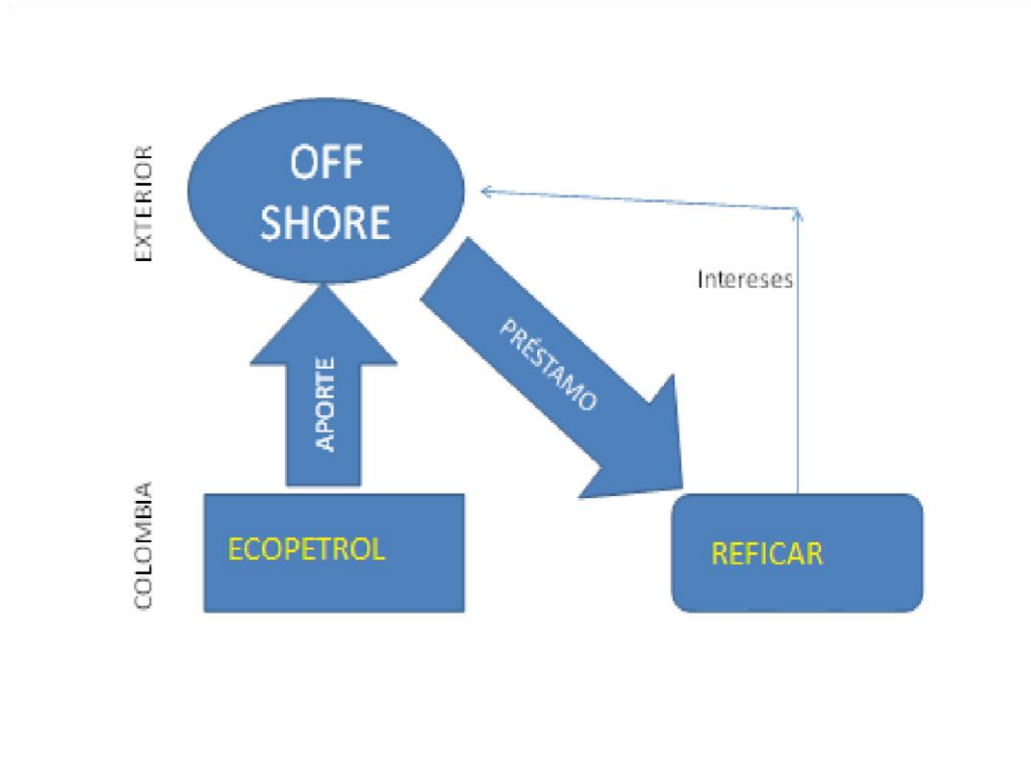 EXTERIOR
OFF
SHORE
Intereses
PRÉSTAMO
APORTE
COLOMBIA
ECOPETROL
REFICAR